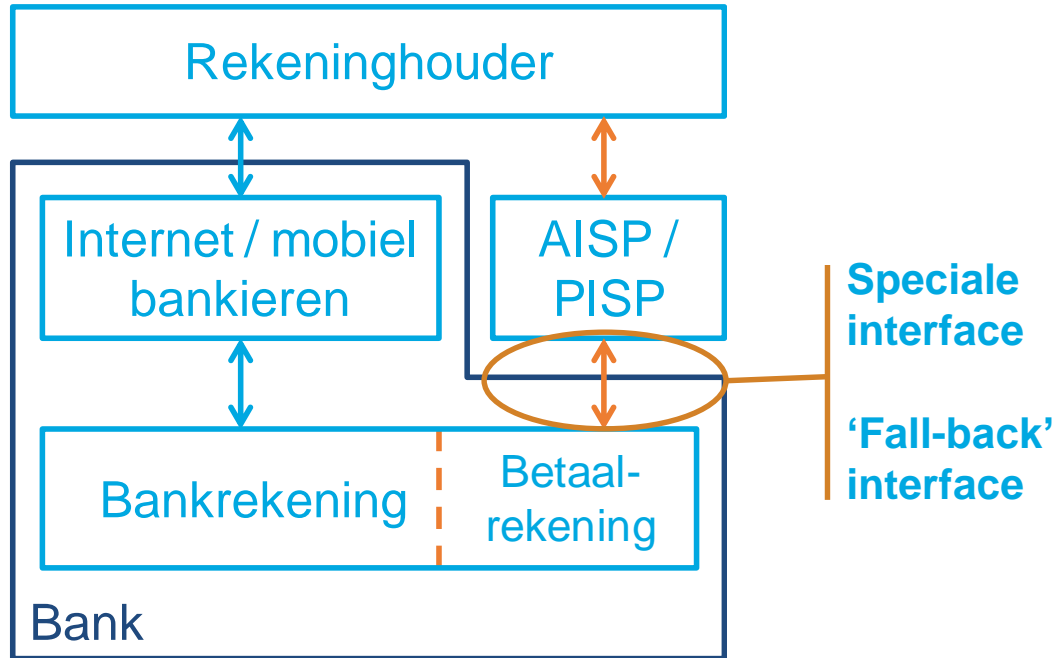 Rekeninghouder
Internet / mobiel
bankieren
AISP /
PISP
Speciale
interface
‘Fall-back’
interface
Bankrekening
Betaal-
rekening
Bank